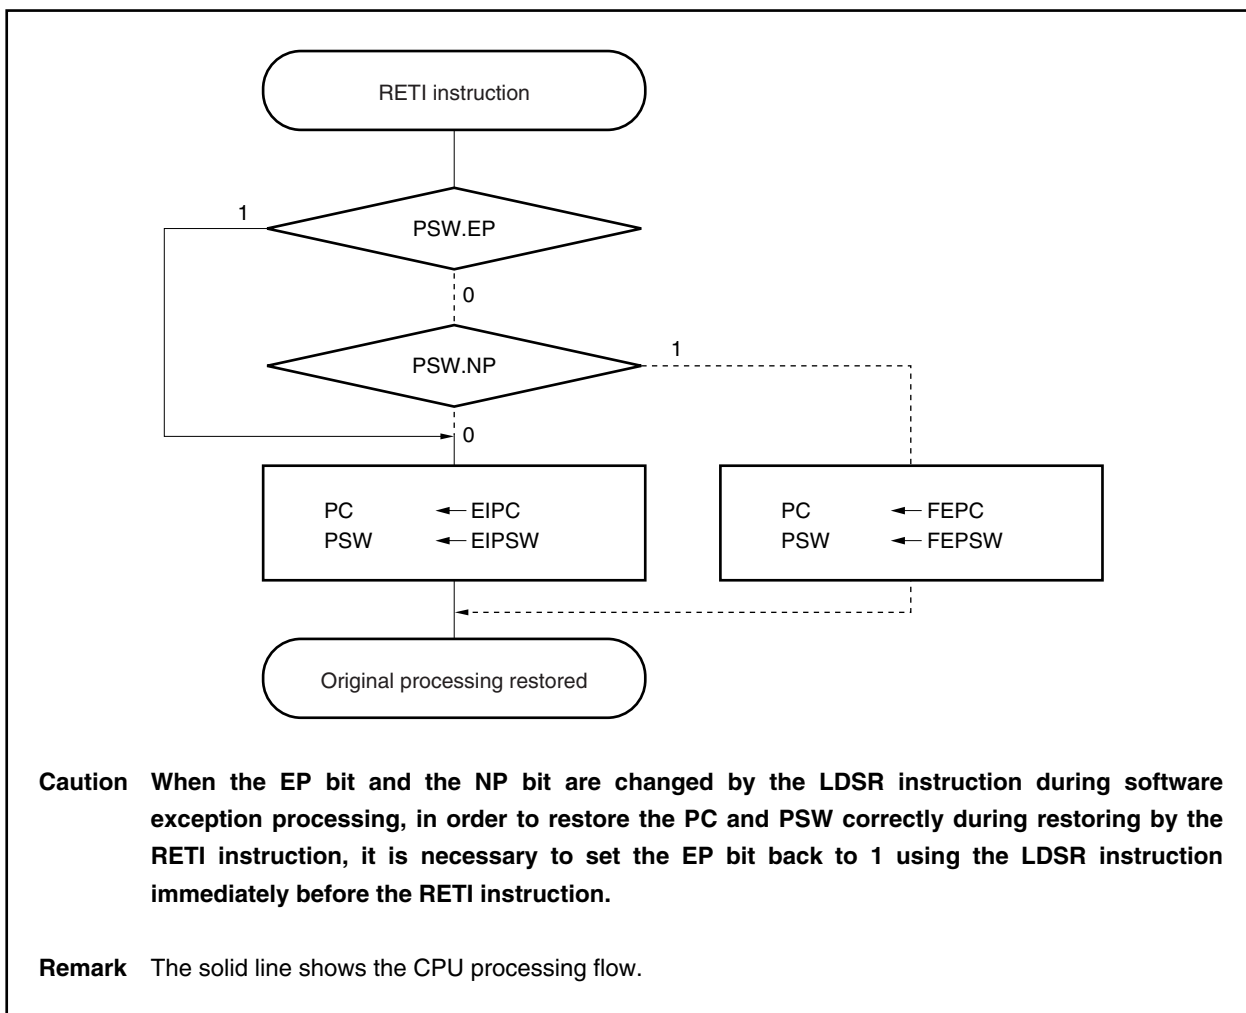 RETI instruction
1
PSW.EP
0
1
PSW.NP
0
PC ← EIPC
PSW ← EIPSW
PC ← FEPC
PSW ← FEPSW
Original processing restored
Caution When the EP bit and the NP bit are changed by the LDSR instruction during software
exception processing, in order to restore the PC and PSW correctly during restoring by the
RETI instruction, it is necessary to set the EP bit back to 1 using the LDSR instruction
immediately before the RETI instruction.
Remark The solid line shows the CPU processing flow.